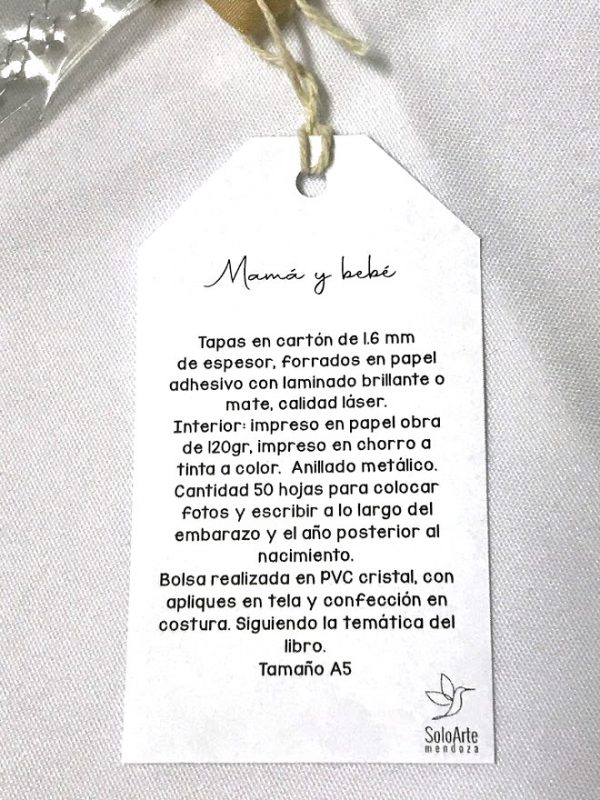 Mamá y bebé
Tapas en cartón de 1.6 mm
de espesor, forrados en papel
adhesivo con laminado brillante o
mate, calidad láser.
Interior: impreso en papel obra
de 120gr, impreso en chorro a
tinta a color. Anillado metálico.
Cantidad 50 hojas para colocar
fotos y escribir a lo largo del
embarazo y el año posterior al
nacimiento.
Bolsa realizada en PVC cristal, con
apliques en tela y confección en
costura. Siguiendo la temática del
libro.
Tamaño A5
SoloArte
mendoza